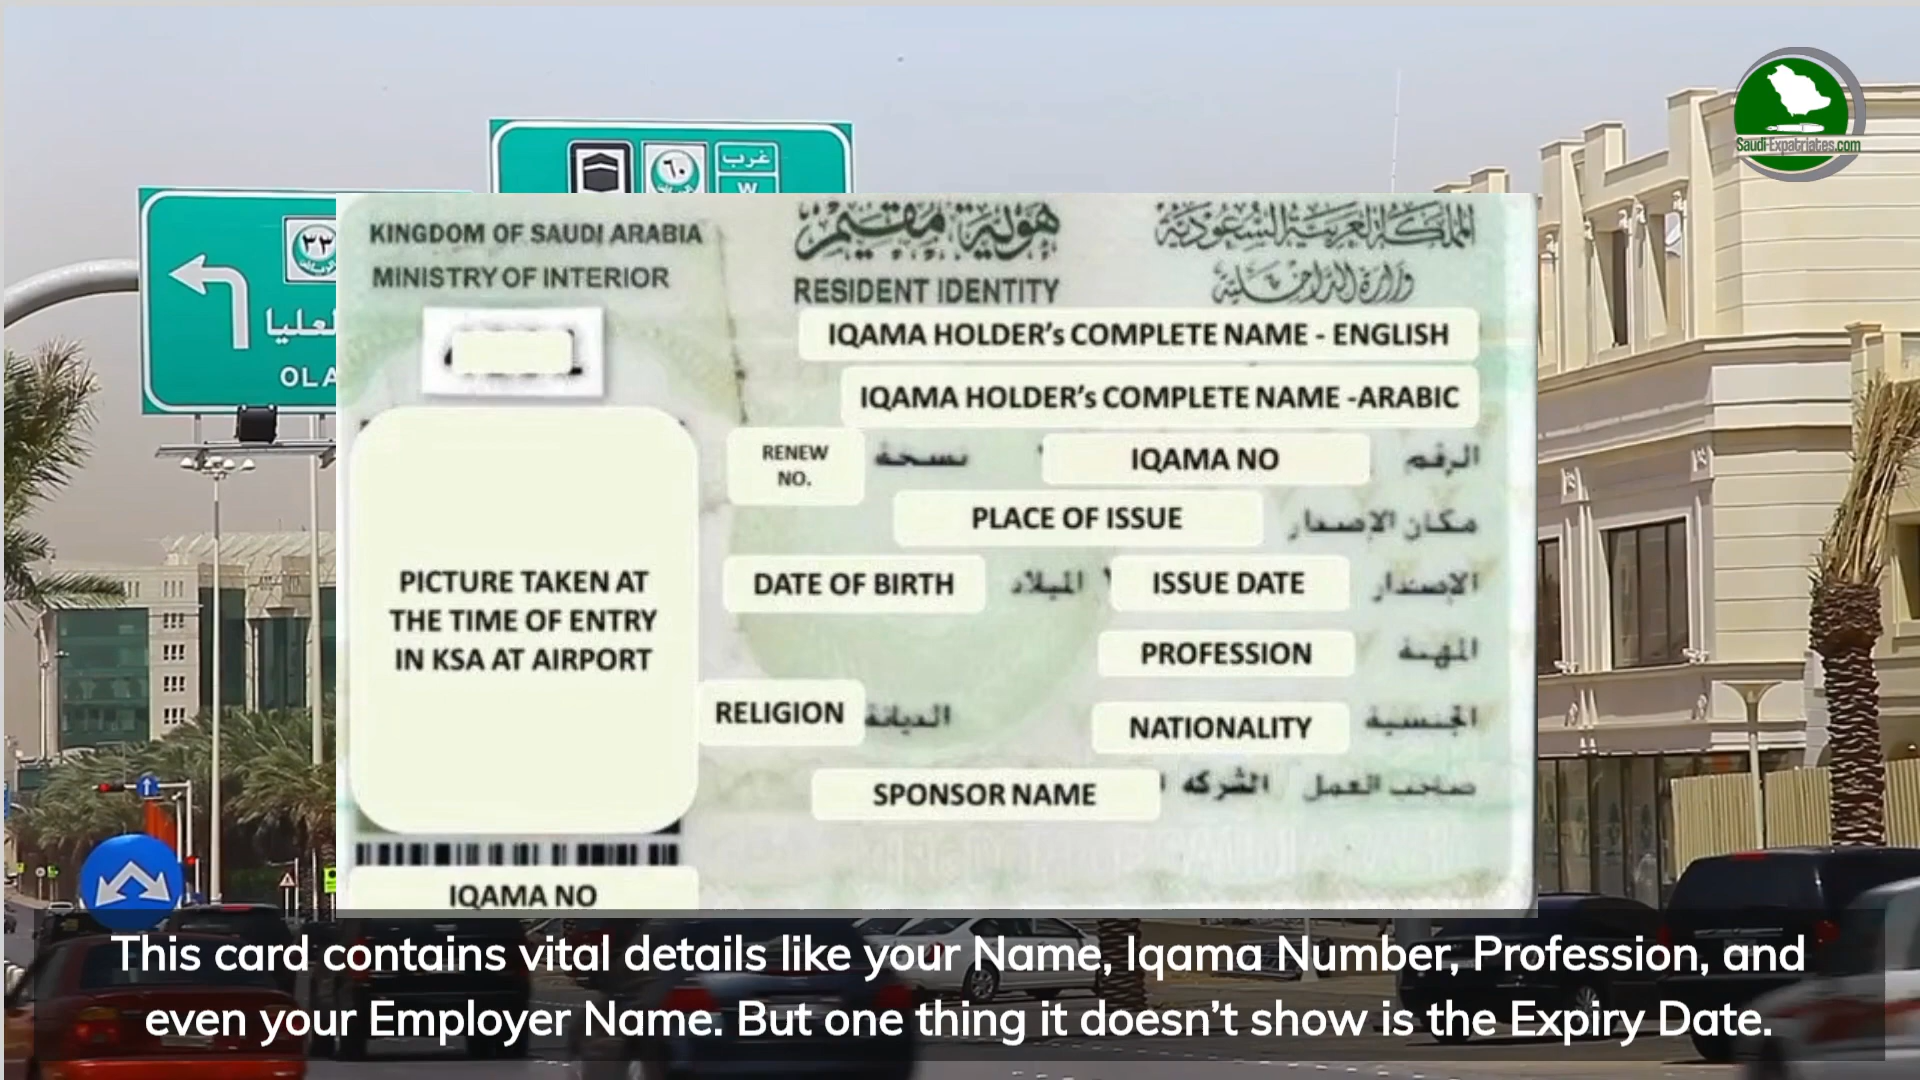 Saudi-Expatriates.com
٦٠
غرب
W
٣٣
العليا
OLA
KINGDOM OF SAUDI ARABIA
هوية مقيم
المملكة العربية السعودية
MINISTRY OF INTERIOR
RESIDENT IDENTITY
وزارة الداخلية
IQAMA HOLDER's COMPLETE NAME - ENGLISH
IQAMA HOLDER's COMPLETE NAME -ARABIC
RENEW
NO.
نسخة
IQAMA NO
الرقم
PLACE OF ISSUE
مكان الإصدار
DATE OF BIRTH
الميلاد
ISSUE DATE
الإصدار
PICTURE TAKEN AT
THE TIME OF ENTRY
IN KSA AT AIRPORT
PROFESSION
المهنة
RELIGION
الديانة
NATIONALITY
الجنسية
SPONSOR NAME
صاحب العمل الشركه
IQAMA NO
This card contains vital details like your Name, Iqama Number, Profession, and
even your Employer Name. But one thing it doesn't show is the Expiry Date.